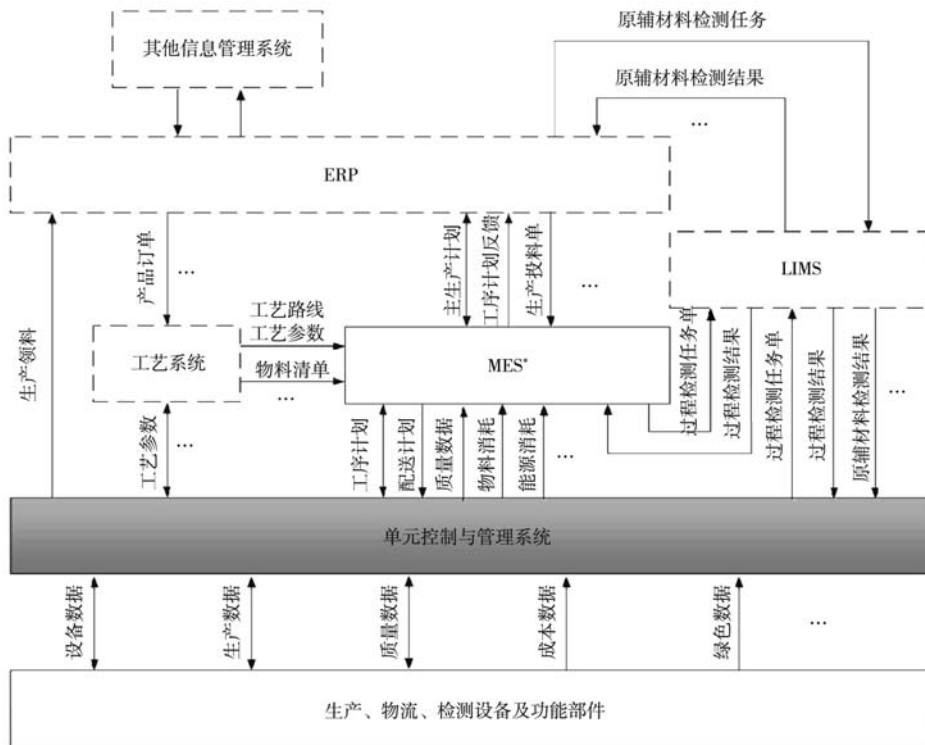 原辅材料检测任务
其他信息管理系统
原辅材料检测结果
...
ERP
产品订单
...
主生产计划
工序计划反馈
生产投料单
...
LIMS
生产领料
工艺路线
工艺参数
工艺系统
物料清单
...
MES*
工艺参数
...
工序计划
配送计划
质量数据
物料消耗
能源消耗
...
过程检测任务单
过程检测结果
过程检测任务单
过程检测结果
原辅材料检测结果
...
单元控制与管理系统
设备数据
生产数据
质量数据
成本数据
绿色数据
...
生产、物流、检测设备及功能部件